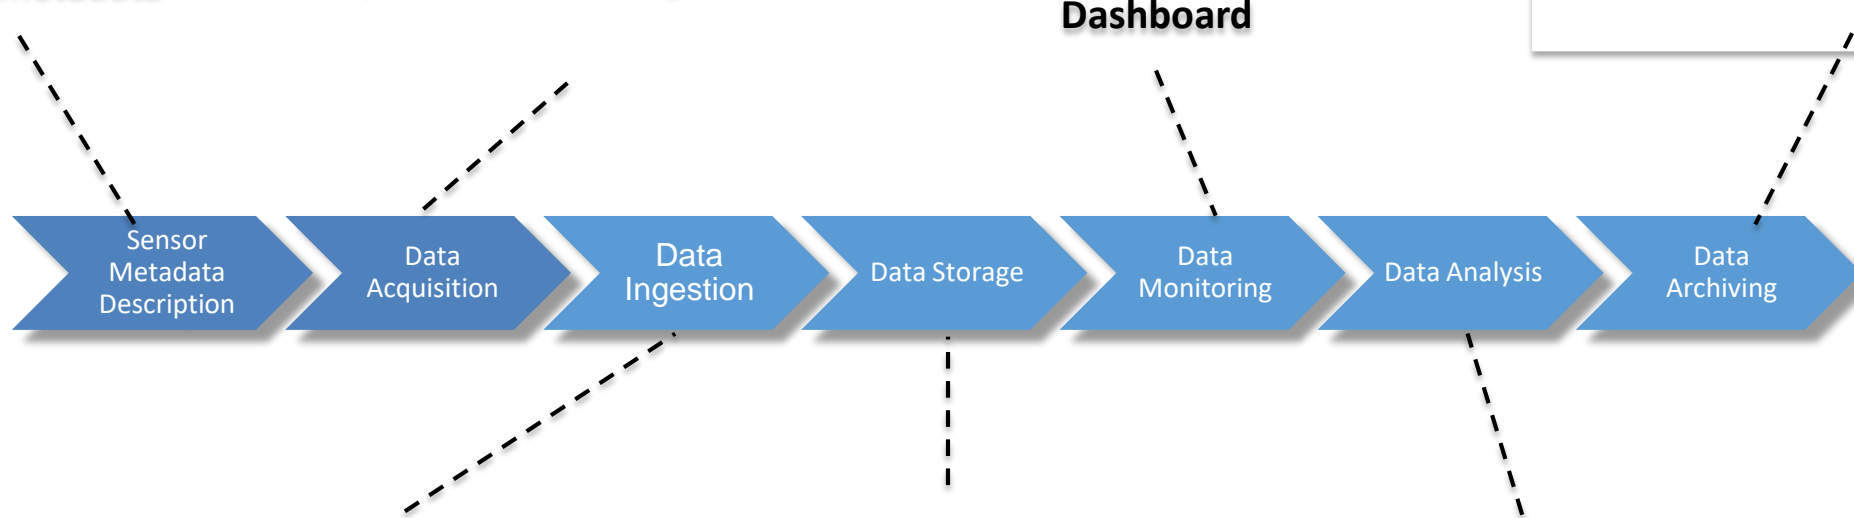 Dashboard
Sensor
Metadata
Description
Data
Acquisition
Data
Ingestion
Data Storage
Data
Monitoring
Data Analysis
Data
Archiving